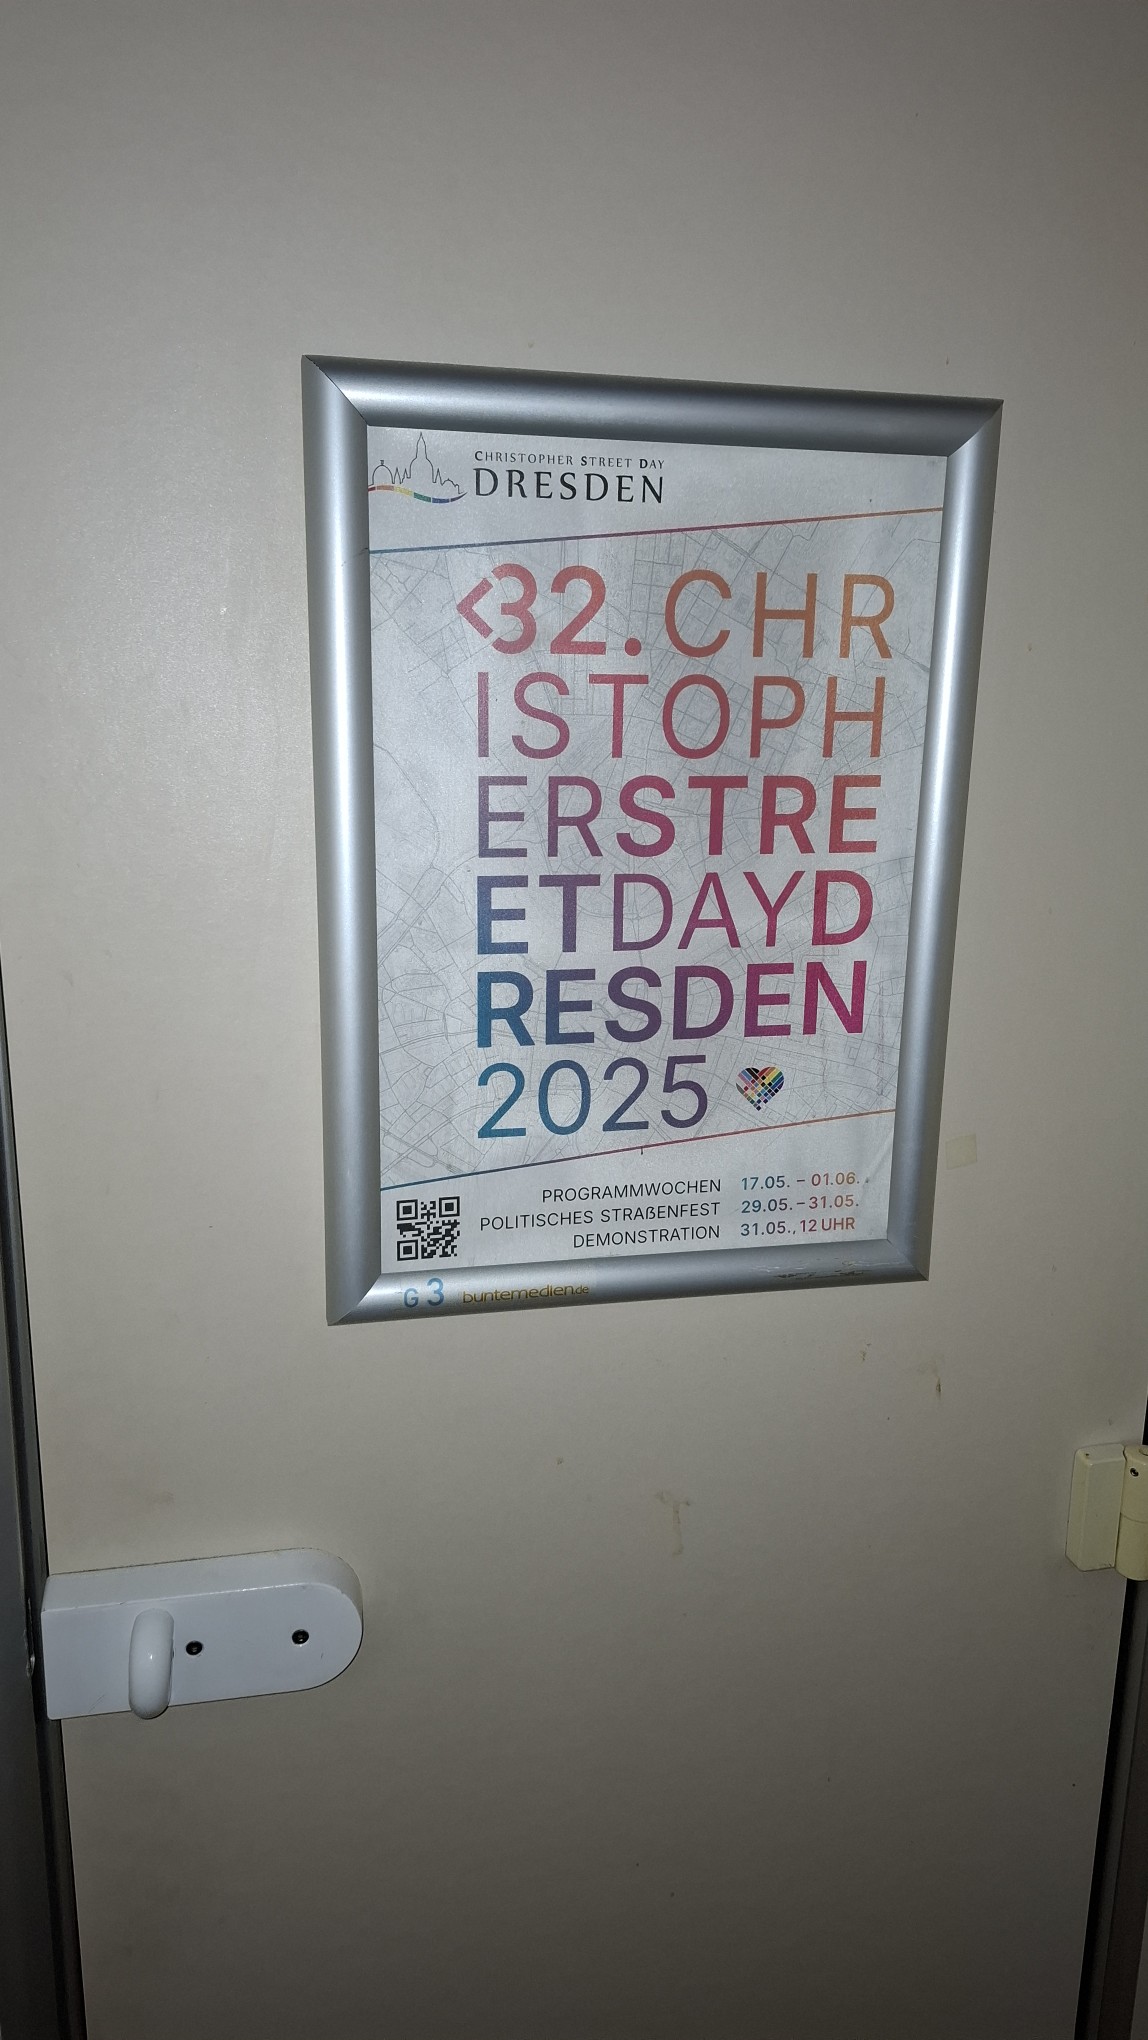 CHRISTOPHER STREET DAY
DRESDEN
<32. CHR
ISTOPH
ERSTRE
ETDAYD
RESDEN
2025
PROGRAMMWOCHEN 17.05. – 01.06.
POLITISCHES STRAßENFEST 29.05. – 31.05.
DEMONSTRATION 31.05., 12 UHR
G 3 buntemedien.de